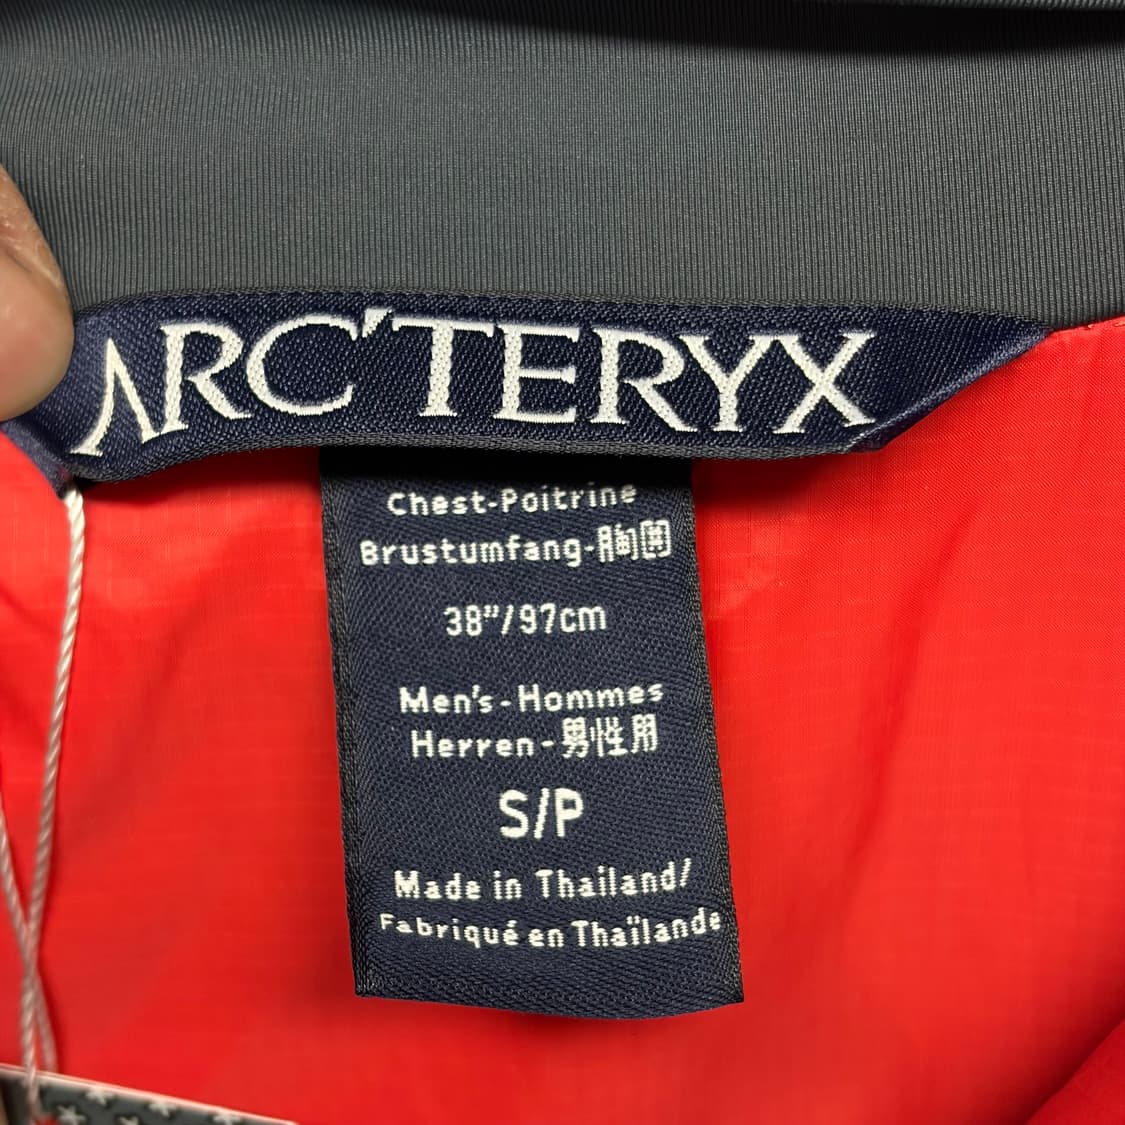 ARC'TERYX
Chest-Poitrine
Brustumfang-胸囲
38"/97cm
Men's-Hommes
Herren-男性用
S/P
Made in Thailand/
Fabriqué en Thaïlande